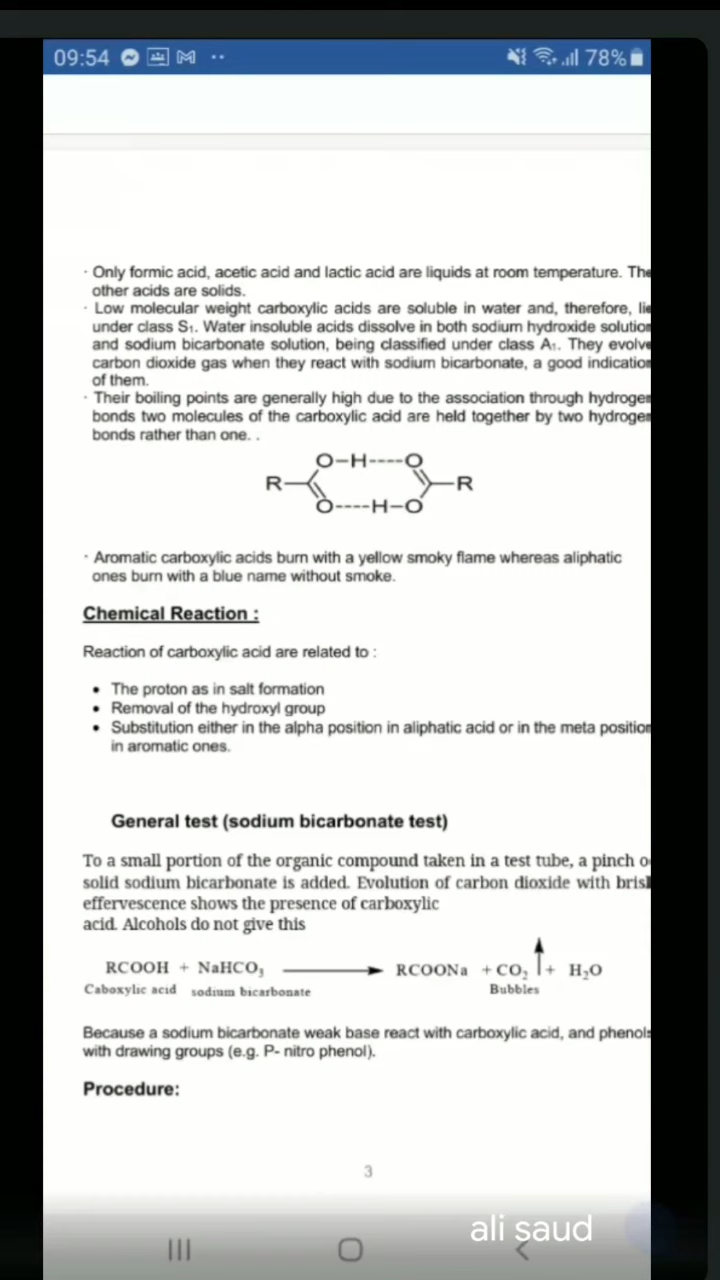 09:54 78%
· Only formic acid, acetic acid and lactic acid are liquids at room temperature. The
other acids are solids.
· Low molecular weight carboxylic acids are soluble in water and, therefore, lie
under class S₁. Water insoluble acids dissolve in both sodium hydroxide solution
and sodium bicarbonate solution, being classified under class A₁. They evolve
carbon dioxide gas when they react with sodium bicarbonate, a good indication
of them.
· Their boiling points are generally high due to the association through hydrogen
bonds two molecules of the carboxylic acid are held together by two hydrogen
bonds rather than one. .
O–H----O
R R
O----H–O
· Aromatic carboxylic acids burn with a yellow smoky flame whereas aliphatic
ones burn with a blue name without smoke.
Chemical Reaction :
Reaction of carboxylic acid are related to :
• The proton as in salt formation
• Removal of the hydroxyl group
• Substitution either in the alpha position in aliphatic acid or in the meta position
in aromatic ones.
General test (sodium bicarbonate test)
To a small portion of the organic compound taken in a test tube, a pinch o
solid sodium bicarbonate is added. Evolution of carbon dioxide with bris
effervescence shows the presence of carboxylic
acid. Alcohols do not give this
RCOOH + NaHCO₃ ⟶ RCOONa + CO₂ ↑ + H₂O
Caboxylic acid sodium bicarbonate Bubbles
Because a sodium bicarbonate weak base react with carboxylic acid, and phenols
with drawing groups (e.g. P- nitro phenol).
Procedure:
3
ali saud